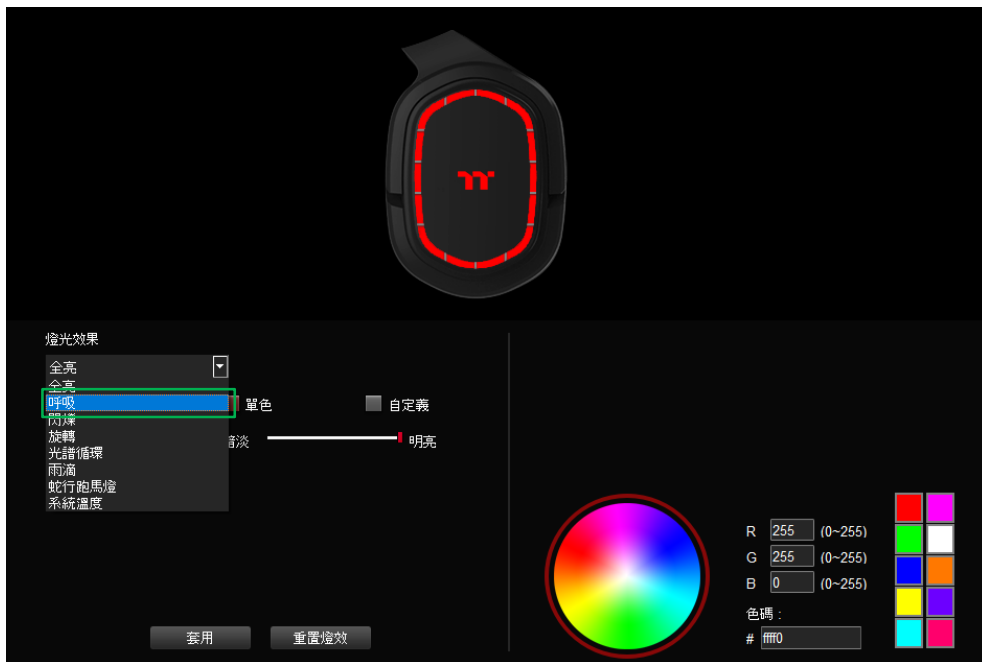 燈光效果
全亮
全亮
呼吸
閃爍
旋轉
光譜循環
雨滴
蛇行跑馬燈
系統溫度
單色 自定義
暗淡 明亮
R 255 (0~255)
G 255 (0~255)
B 0 (0~255)
色碼 :
# ffff0
套用 重置燈效